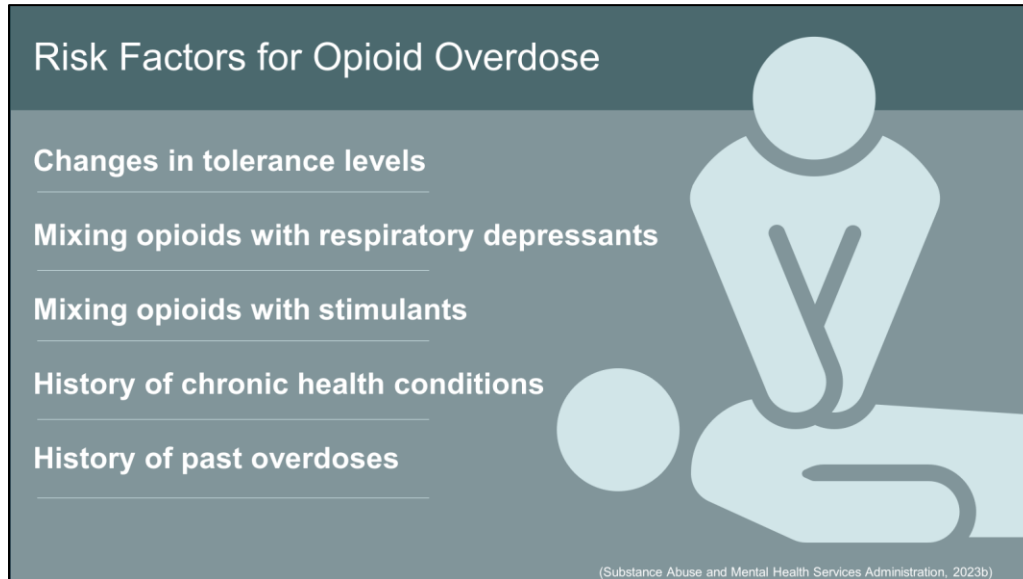 Risk Factors for Opioid Overdose
Changes in tolerance levels
Mixing opioids with respiratory depressants
Mixing opioids with stimulants
History of chronic health conditions
History of past overdoses
(Substance Abuse and Mental Health Services Administration, 2023b)